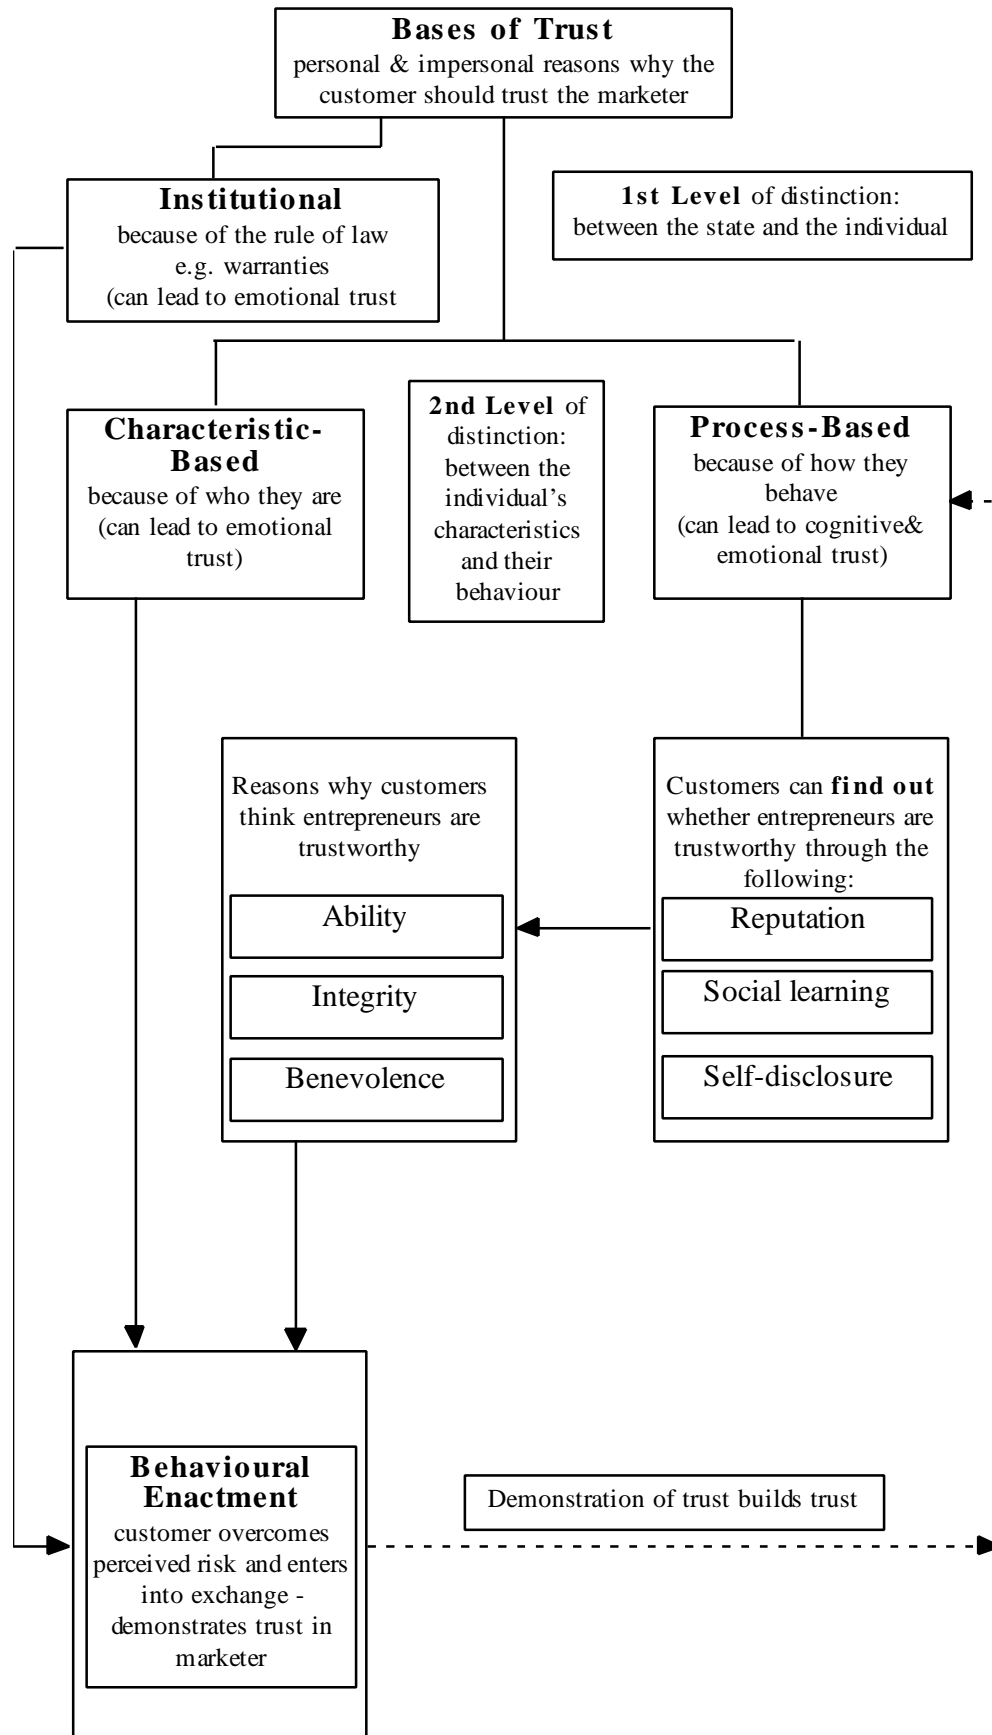 Bases of Trust
personal & impersonal reasons why the
customer should trust the marketer
Institutional
because of the rule of law
e.g. warranties
(can lead to emotional trust
1st Level of distinction:
between the state and the individual
Characteristic-
Based
because of who they are
(can lead to emotional
trust)
2nd Level of
distinction:
between the
individual's
characteristics
and their
behaviour
Process-Based
because of how they
behave
(can lead to cognitive&
emotional trust)
Reasons why customers
think entrepreneurs are
trustworthy
Ability
Integrity
Benevolence
Customers can find out
whether entrepreneurs are
trustworthy through the
following:
Reputation
Social learning
Self-disclosure
Behavioural
Enactment
customer overcomes
perceived risk and enters
into exchange -
demonstrates trust in
marketer
Demonstration of trust builds trust